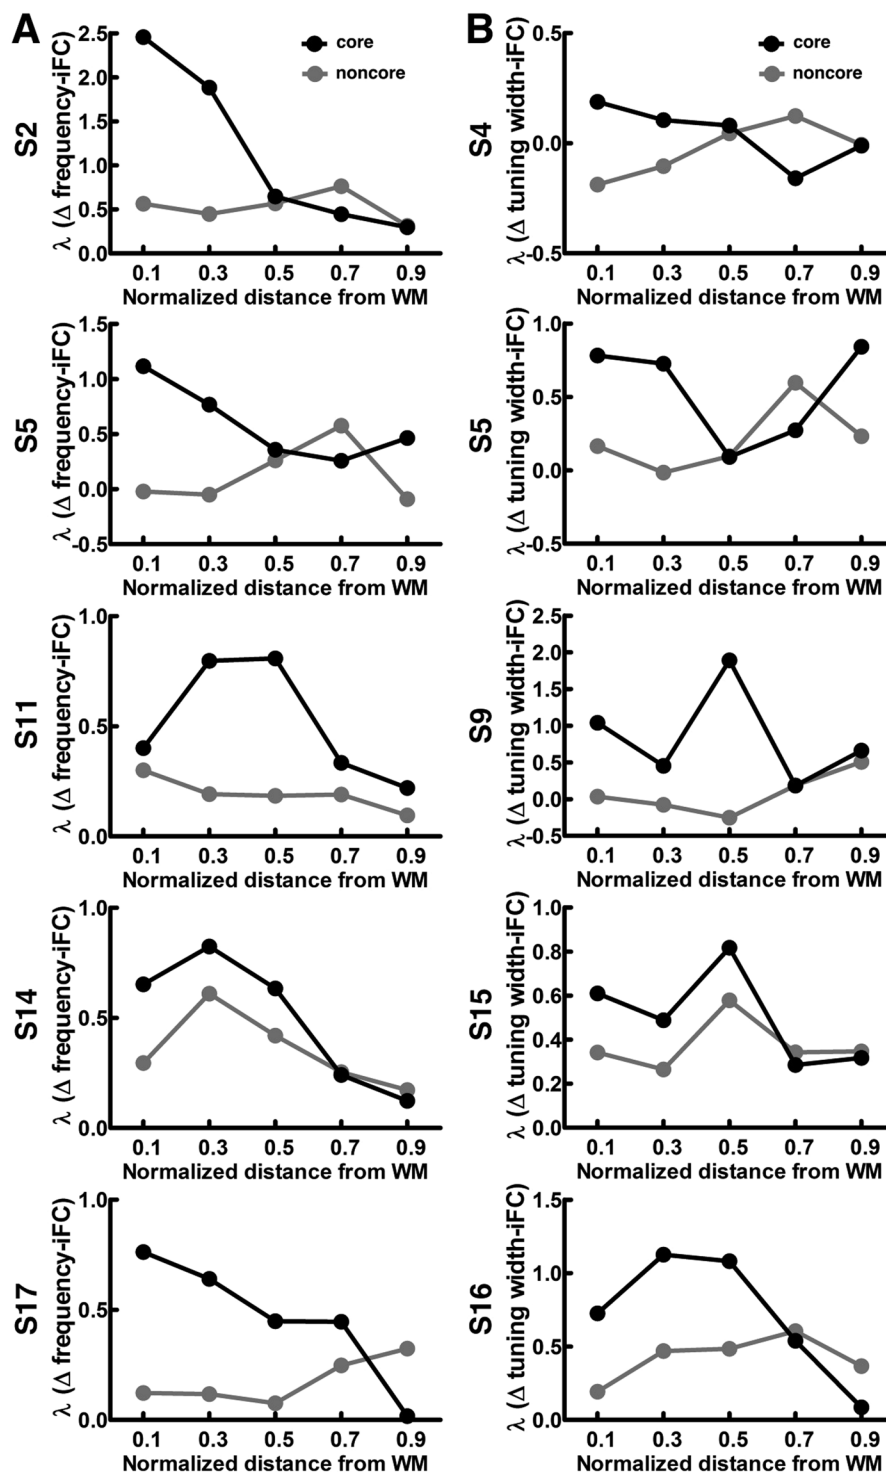 A
B
S2
λ (Δ frequency-iFC)
2.5
2.0
1.5
1.0
0.5
0.0
core
noncore
0.1 0.3 0.5 0.7 0.9
Normalized distance from WM
S4
λ (Δ tuning width-iFC)
0.5
0.0
-0.5
core
noncore
0.1 0.3 0.5 0.7 0.9
Normalized distance from WM
S5
λ (Δ frequency-iFC)
1.5
1.0
0.5
0.0
-0.5
0.1 0.3 0.5 0.7 0.9
Normalized distance from WM
S5
λ (Δ tuning width-iFC)
1.0
0.5
0.0
-0.5
0.1 0.3 0.5 0.7 0.9
Normalized distance from WM
S11
λ (Δ frequency-iFC)
1.0
0.5
0.0
0.1 0.3 0.5 0.7 0.9
Normalized distance from WM
S9
λ (Δ tuning width-iFC)
2.5
2.0
1.5
1.0
0.5
0.0
-0.5
0.1 0.3 0.5 0.7 0.9
Normalized distance from WM
S14
λ (Δ frequency-iFC)
1.0
0.5
0.0
0.1 0.3 0.5 0.7 0.9
Normalized distance from WM
S15
λ (Δ tuning width-iFC)
1.0
0.8
0.6
0.4
0.2
0.0
0.1 0.3 0.5 0.7 0.9
Normalized distance from WM
S17
λ (Δ frequency-iFC)
1.0
0.5
0.0
0.1 0.3 0.5 0.7 0.9
Normalized distance from WM
S16
λ (Δ tuning width-iFC)
1.5
1.0
0.5
0.0
0.1 0.3 0.5 0.7 0.9
Normalized distance from WM